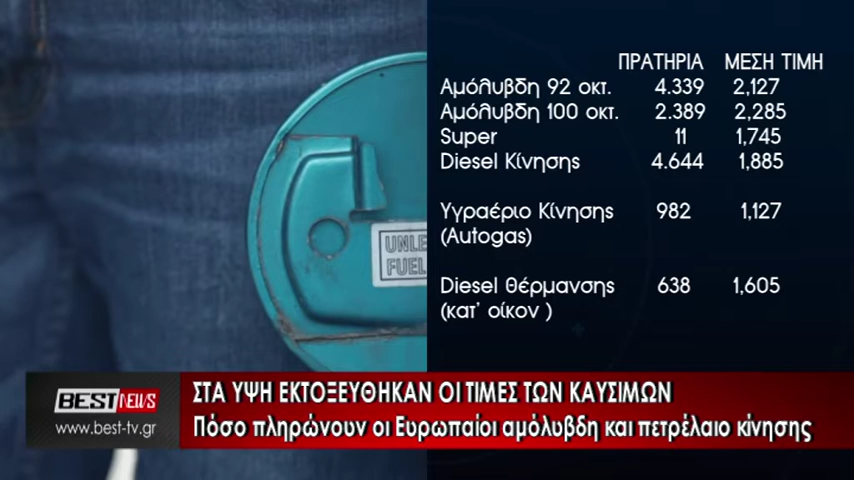 ΠΡΑΤΗΡΙΑ ΜΕΣΗ ΤΙΜΗ
Αμόλυβδη 92 οκτ. 4.339 2,127
Αμόλυβδη 100 οκτ. 2.389 2,285
Super 11 1,745
Diesel Κίνησης 4.644 1,885
Υγραέριο Κίνησης 982 1,127
(Autogas)
Diesel Θέρμανσης 638 1,605
(κατ' οίκον )
UNLE
FUEL
BEST NEWS
www.best-tv.gr
ΣΤΑ ΥΨΗ ΕΚΤΟΞΕΥΘΗΚΑΝ ΟΙ ΤΙΜΕΣ ΤΩΝ ΚΑΥΣΙΜΩΝ
Πόσο πληρώνουν οι Ευρωπαίοι αμόλυβδη και πετρέλαιο κίνησης